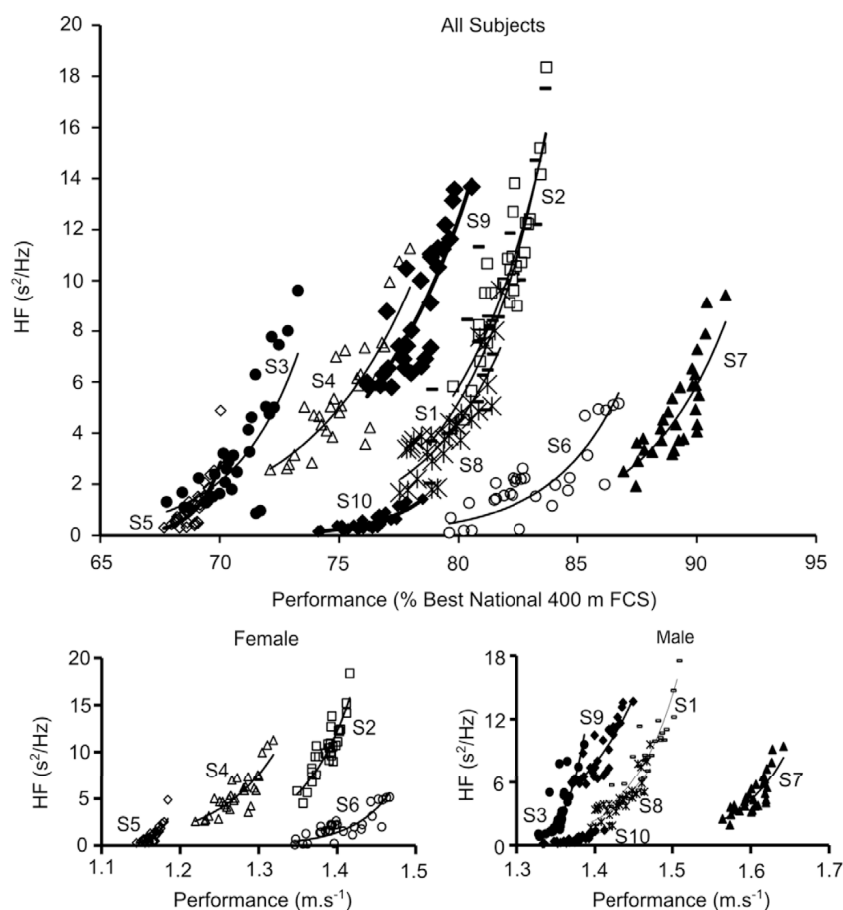 All Subjects
20
18
16
14
12
10
8
6
4
2
0
HF (s²/Hz)
S9
S2
S3
S4
S1
S7
S6
S8
S10
S5
65 70 75 80 85 90 95
Performance (% Best National 400 m FCS)
Female
20
15
10
5
0
HF (s²/Hz)
S2
S4
S6
S5
1.1 1.2 1.3 1.4 1.5
Performance (m.s⁻¹)
Male
18
12
6
0
HF (s²/Hz)
S1
S9
S7
S8
S3
S10
1.3 1.4 1.5 1.6 1.7
Performance (m.s⁻¹)